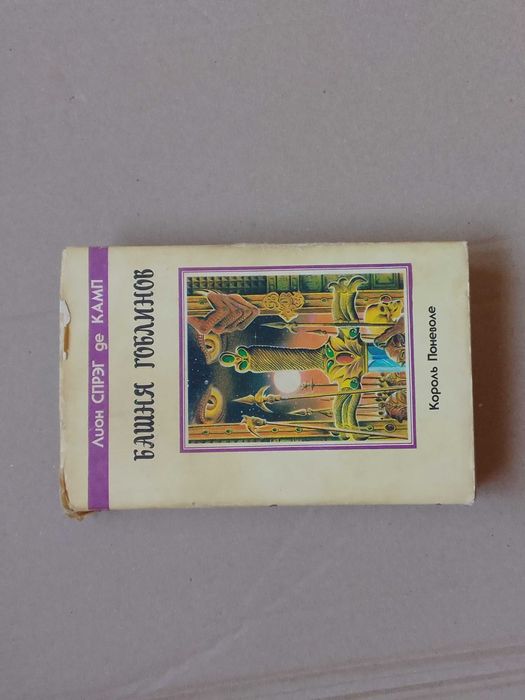 Лион СПРЭГ де КАМП
БАШНЯ ГОБЛИНОВ
Король Поневоле